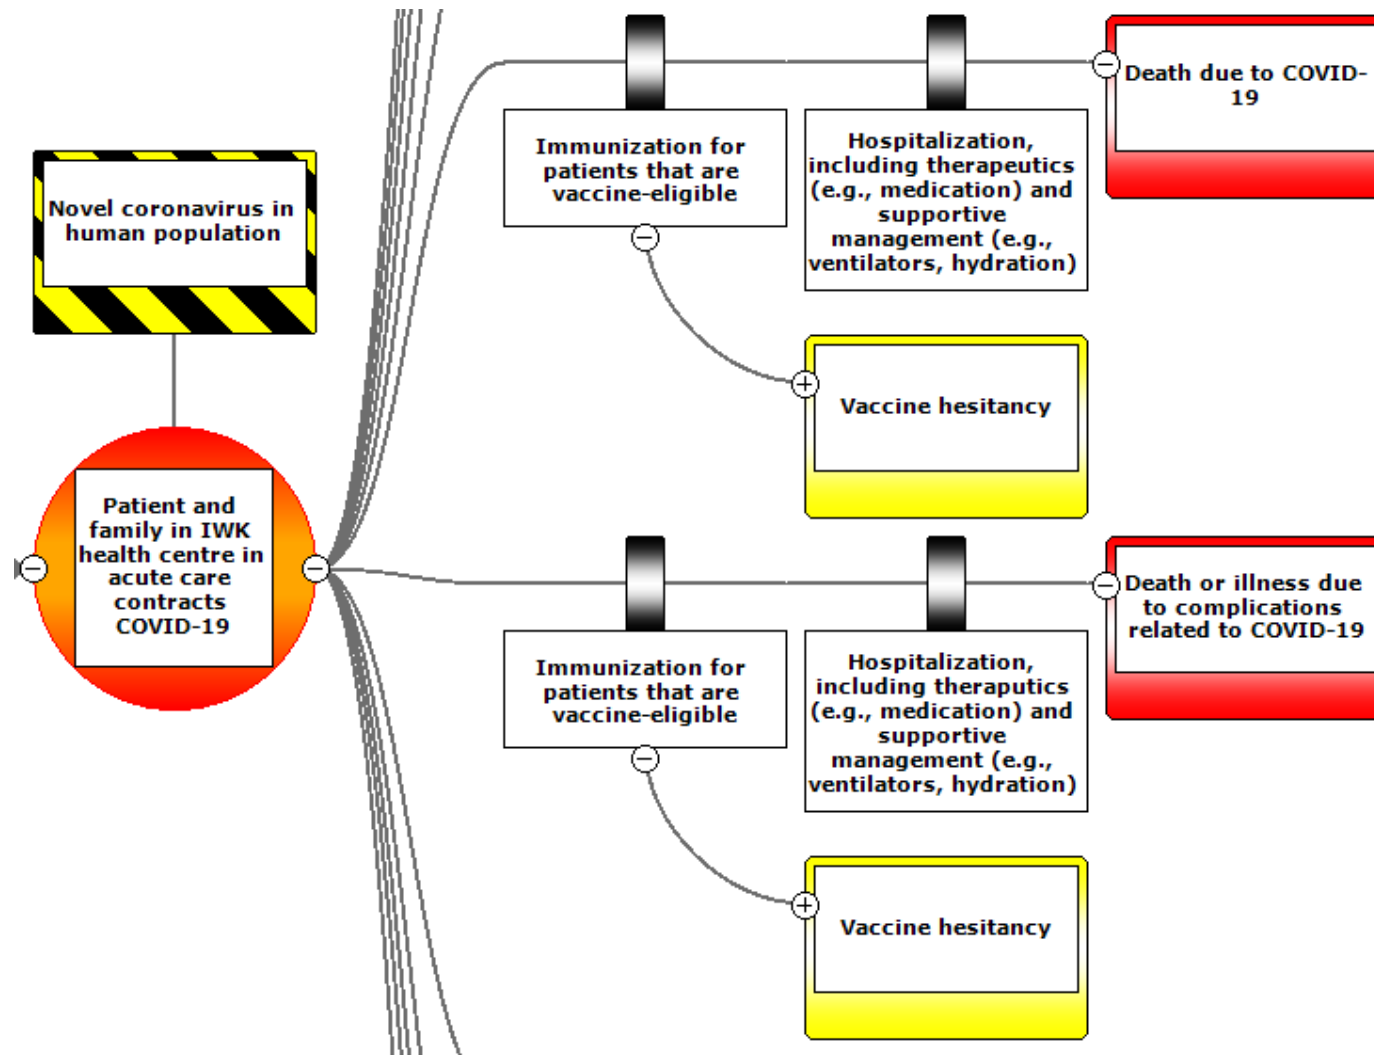 Novel coronavirus in
human population
Patient and
family in IWK
health centre in
acute care
contracts
COVID-19
Immunization for
patients that are
vaccine-eligible
Hospitalization,
including therapeutics
(e.g., medication) and
supportive
management (e.g.,
ventilators, hydration)
Death due to COVID-
19
Vaccine hesitancy
Immunization for
patients that are
vaccine-eligible
Hospitalization,
including theraputics
(e.g., medication) and
supportive
management (e.g.,
ventilators, hydration)
Death or illness due
to complications
related to COVID-19
Vaccine hesitancy